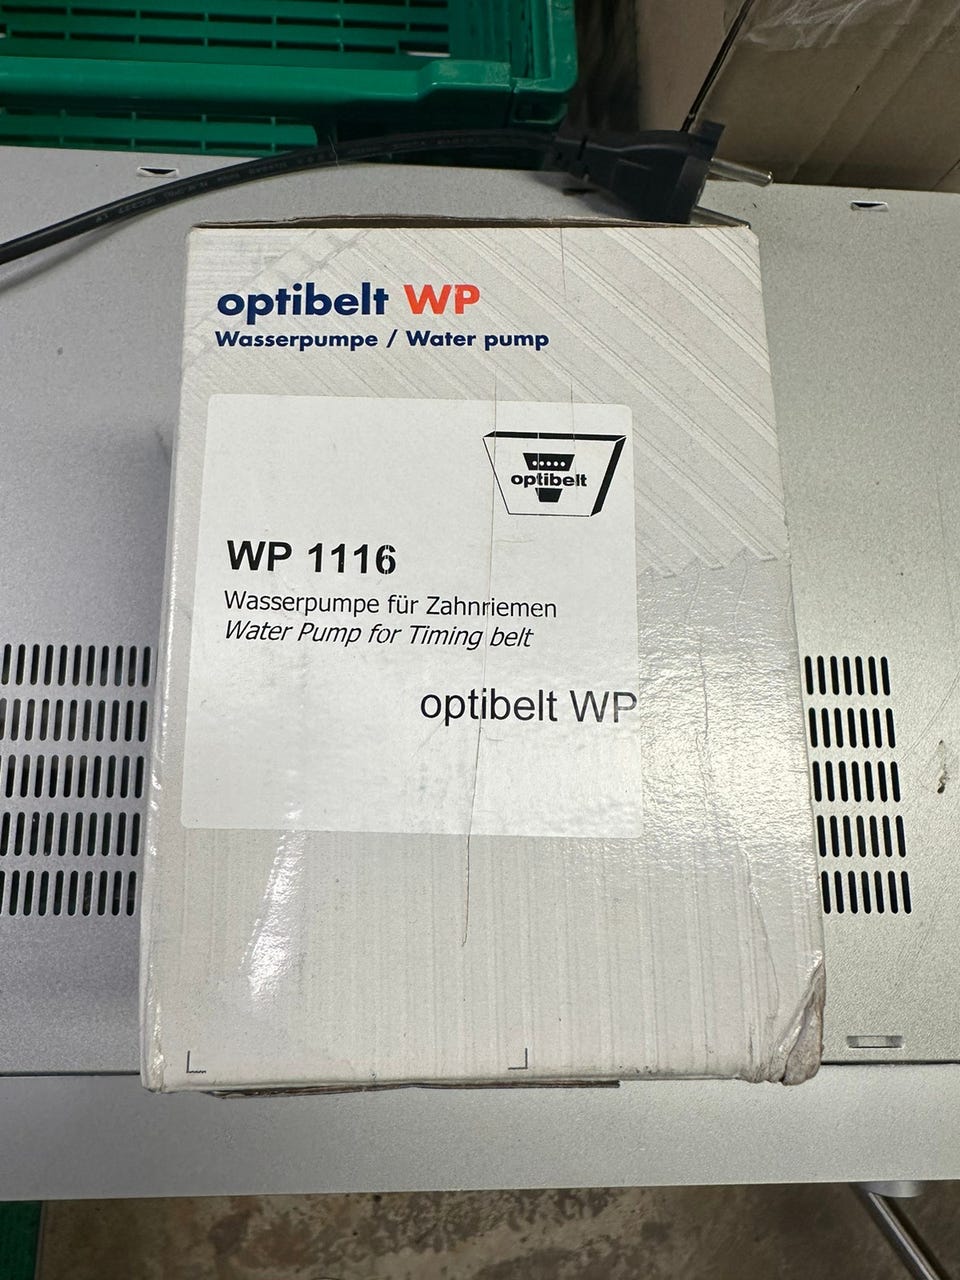 optibelt WP
Wasserpumpe / Water pump
optibelt
WP 1116
Wasserpumpe für Zahnriemen
Water Pump for Timing belt
optibelt WP